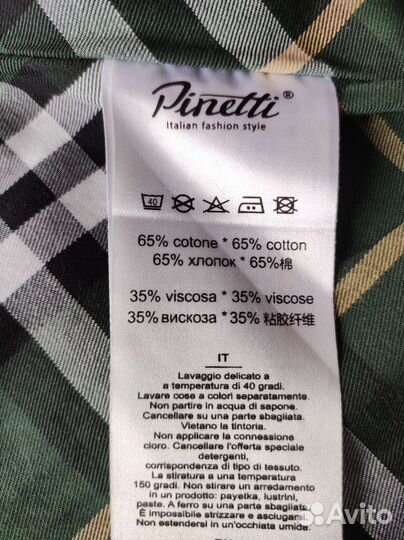 Pinetti®
Italian fashion style
40
65% cotone * 65% cotton
65% хлопок * 65%棉
35% viscosa * 35% viscose
35% вискоза * 35% 粘胶纤维
IT
Lavaggio delicato a
a temperatura di 40 gradi.
Lavare cose a colori separatamente.
Non partire in acqua di sapone.
Cancellare su una parte sbagliata.
Vietano la tintoria.
Non applicare la connessione
cloro. Cancellare l'offerta speciale
detergenti,
corrispondenza di tipo di tessuto.
La stiratura a una temperatura
150 gradi. Non stirare un arredamento
in un prodotto: payetka, lustrini,
paste. A ferro su una parte sbagliata.
È impossibile strizzare e asciugarsi.
Non estendersi in un'occhiata umida.
Avito